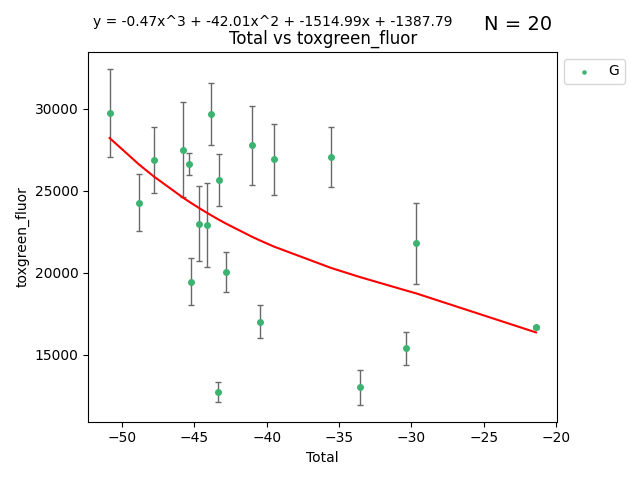 y = -0.47x^3 + -42.01x^2 + -1514.99x + -1387.79
N = 20
Total vs toxgreen_fluor
G
30000
25000
20000
15000
toxgreen_fluor
−50 −45 −40 −35 −30 −25 −20
Total